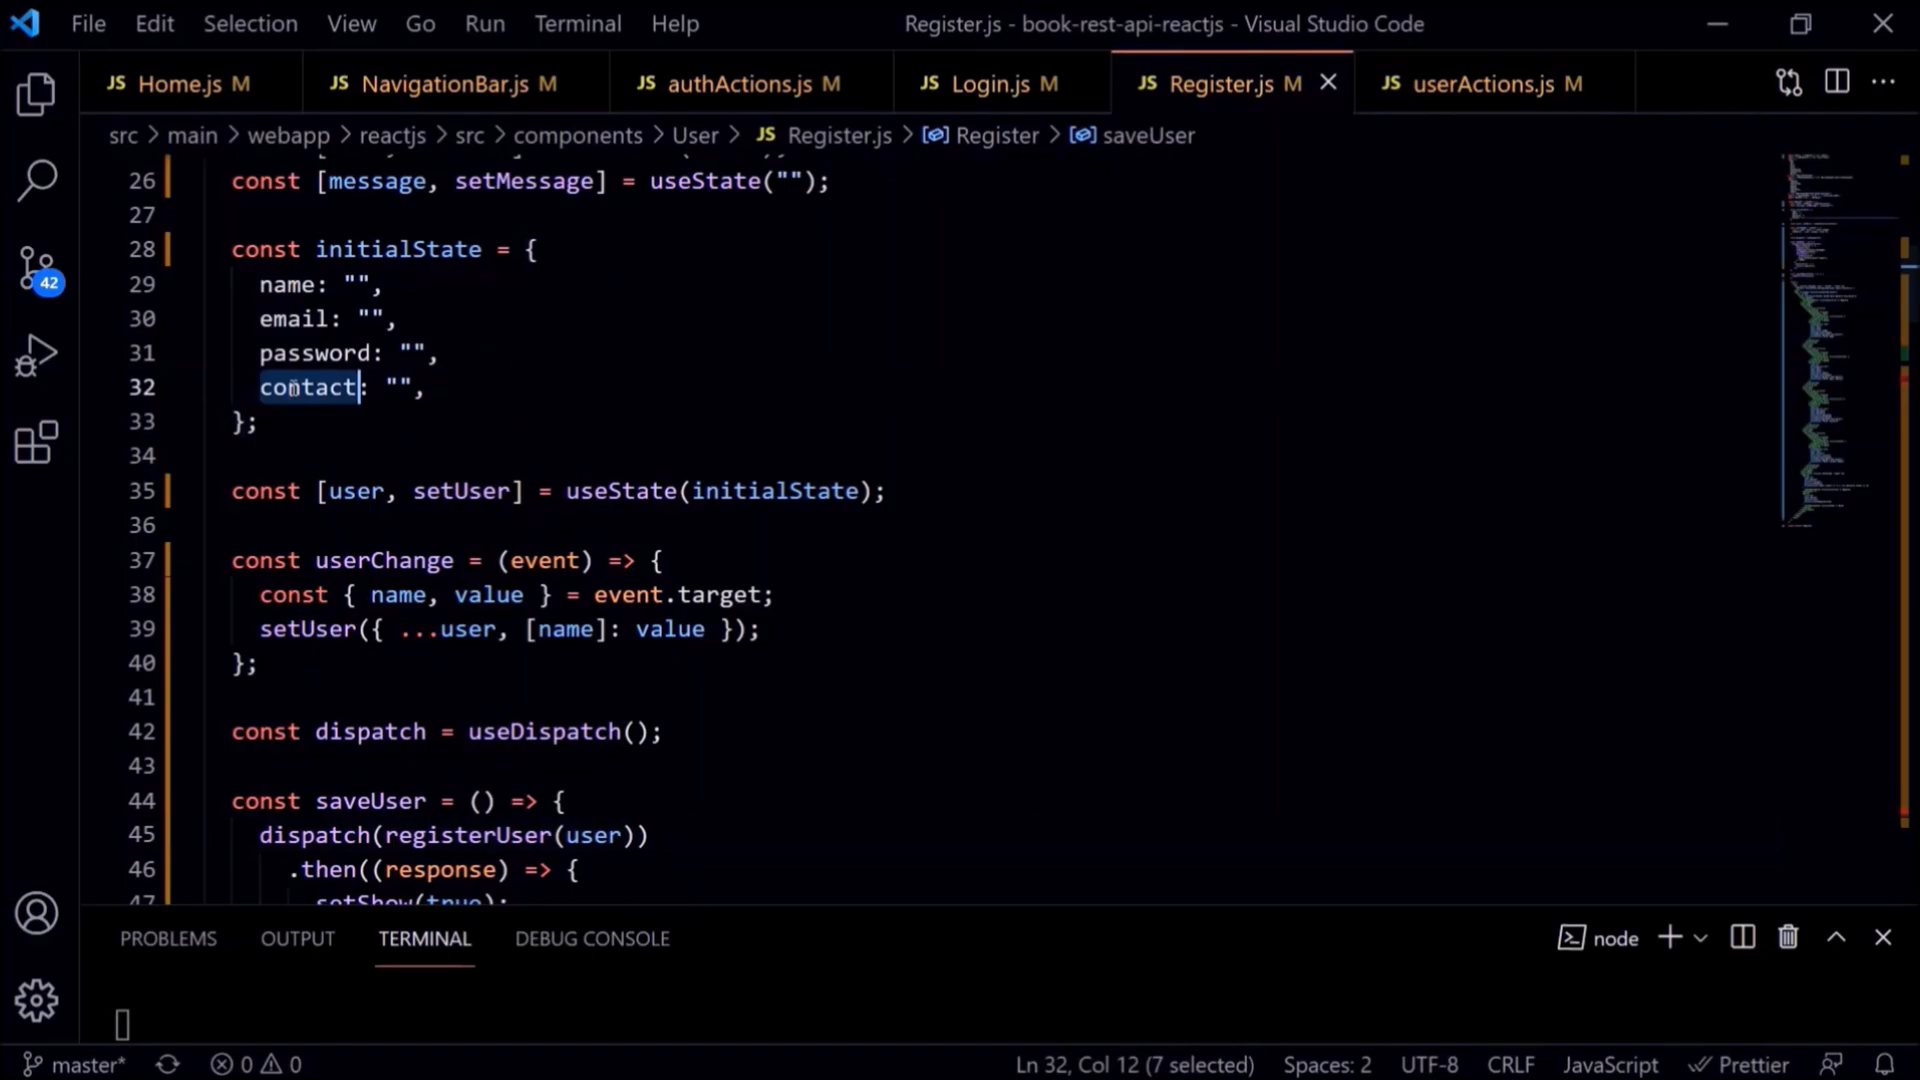 File Edit Selection View Go Run Terminal Help Register.js - book-rest-api-reactjs - Visual Studio Code
JS Home.js M JS NavigationBar.js M JS authActions.js M JS Login.js M JS Register.js M JS userActions.js M
src > main > webapp > reactjs > src > components > User > JS Register.js > Register > saveUser
26 const [message, setMessage] = useState("");
27
28 const initialState = {
29 name: "",
30 email: "",
31 password: "",
32 contact: "",
33 };
34
35 const [user, setUser] = useState(initialState);
36
37 const userChange = (event) => {
38 const { name, value } = event.target;
39 setUser({ ...user, [name]: value });
40 };
41
42 const dispatch = useDispatch();
43
44 const saveUser = () => {
45 dispatch(registerUser(user))
46 .then((response) => {
47 setShow(true);
42
PROBLEMS OUTPUT TERMINAL DEBUG CONSOLE node
master* 0 0 Ln 32, Col 12 (7 selected) Spaces: 2 UTF-8 CRLF JavaScript Prettier